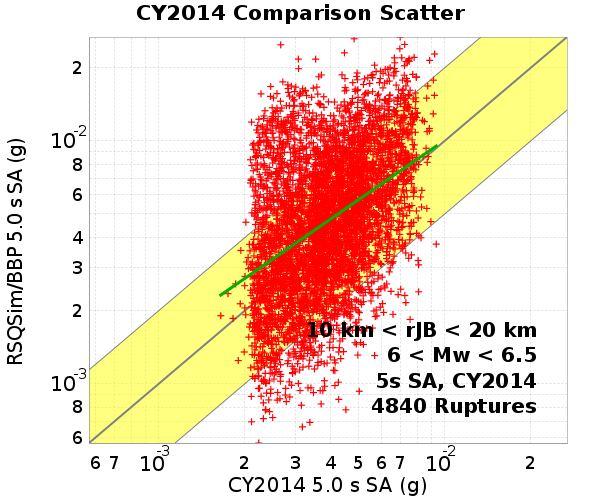 CY2014 Comparison Scatter
RSQSim/BBP 5.0 s SA (g)
2
10-2
8
6
4
3
2
10-3
8
6
10 km < rJB < 20 km
6 < Mw < 6.5
5s SA, CY2014
4840 Ruptures
6 7 10-3 2 3 4 5 6 7 10-2 2
CY2014 5.0 s SA (g)